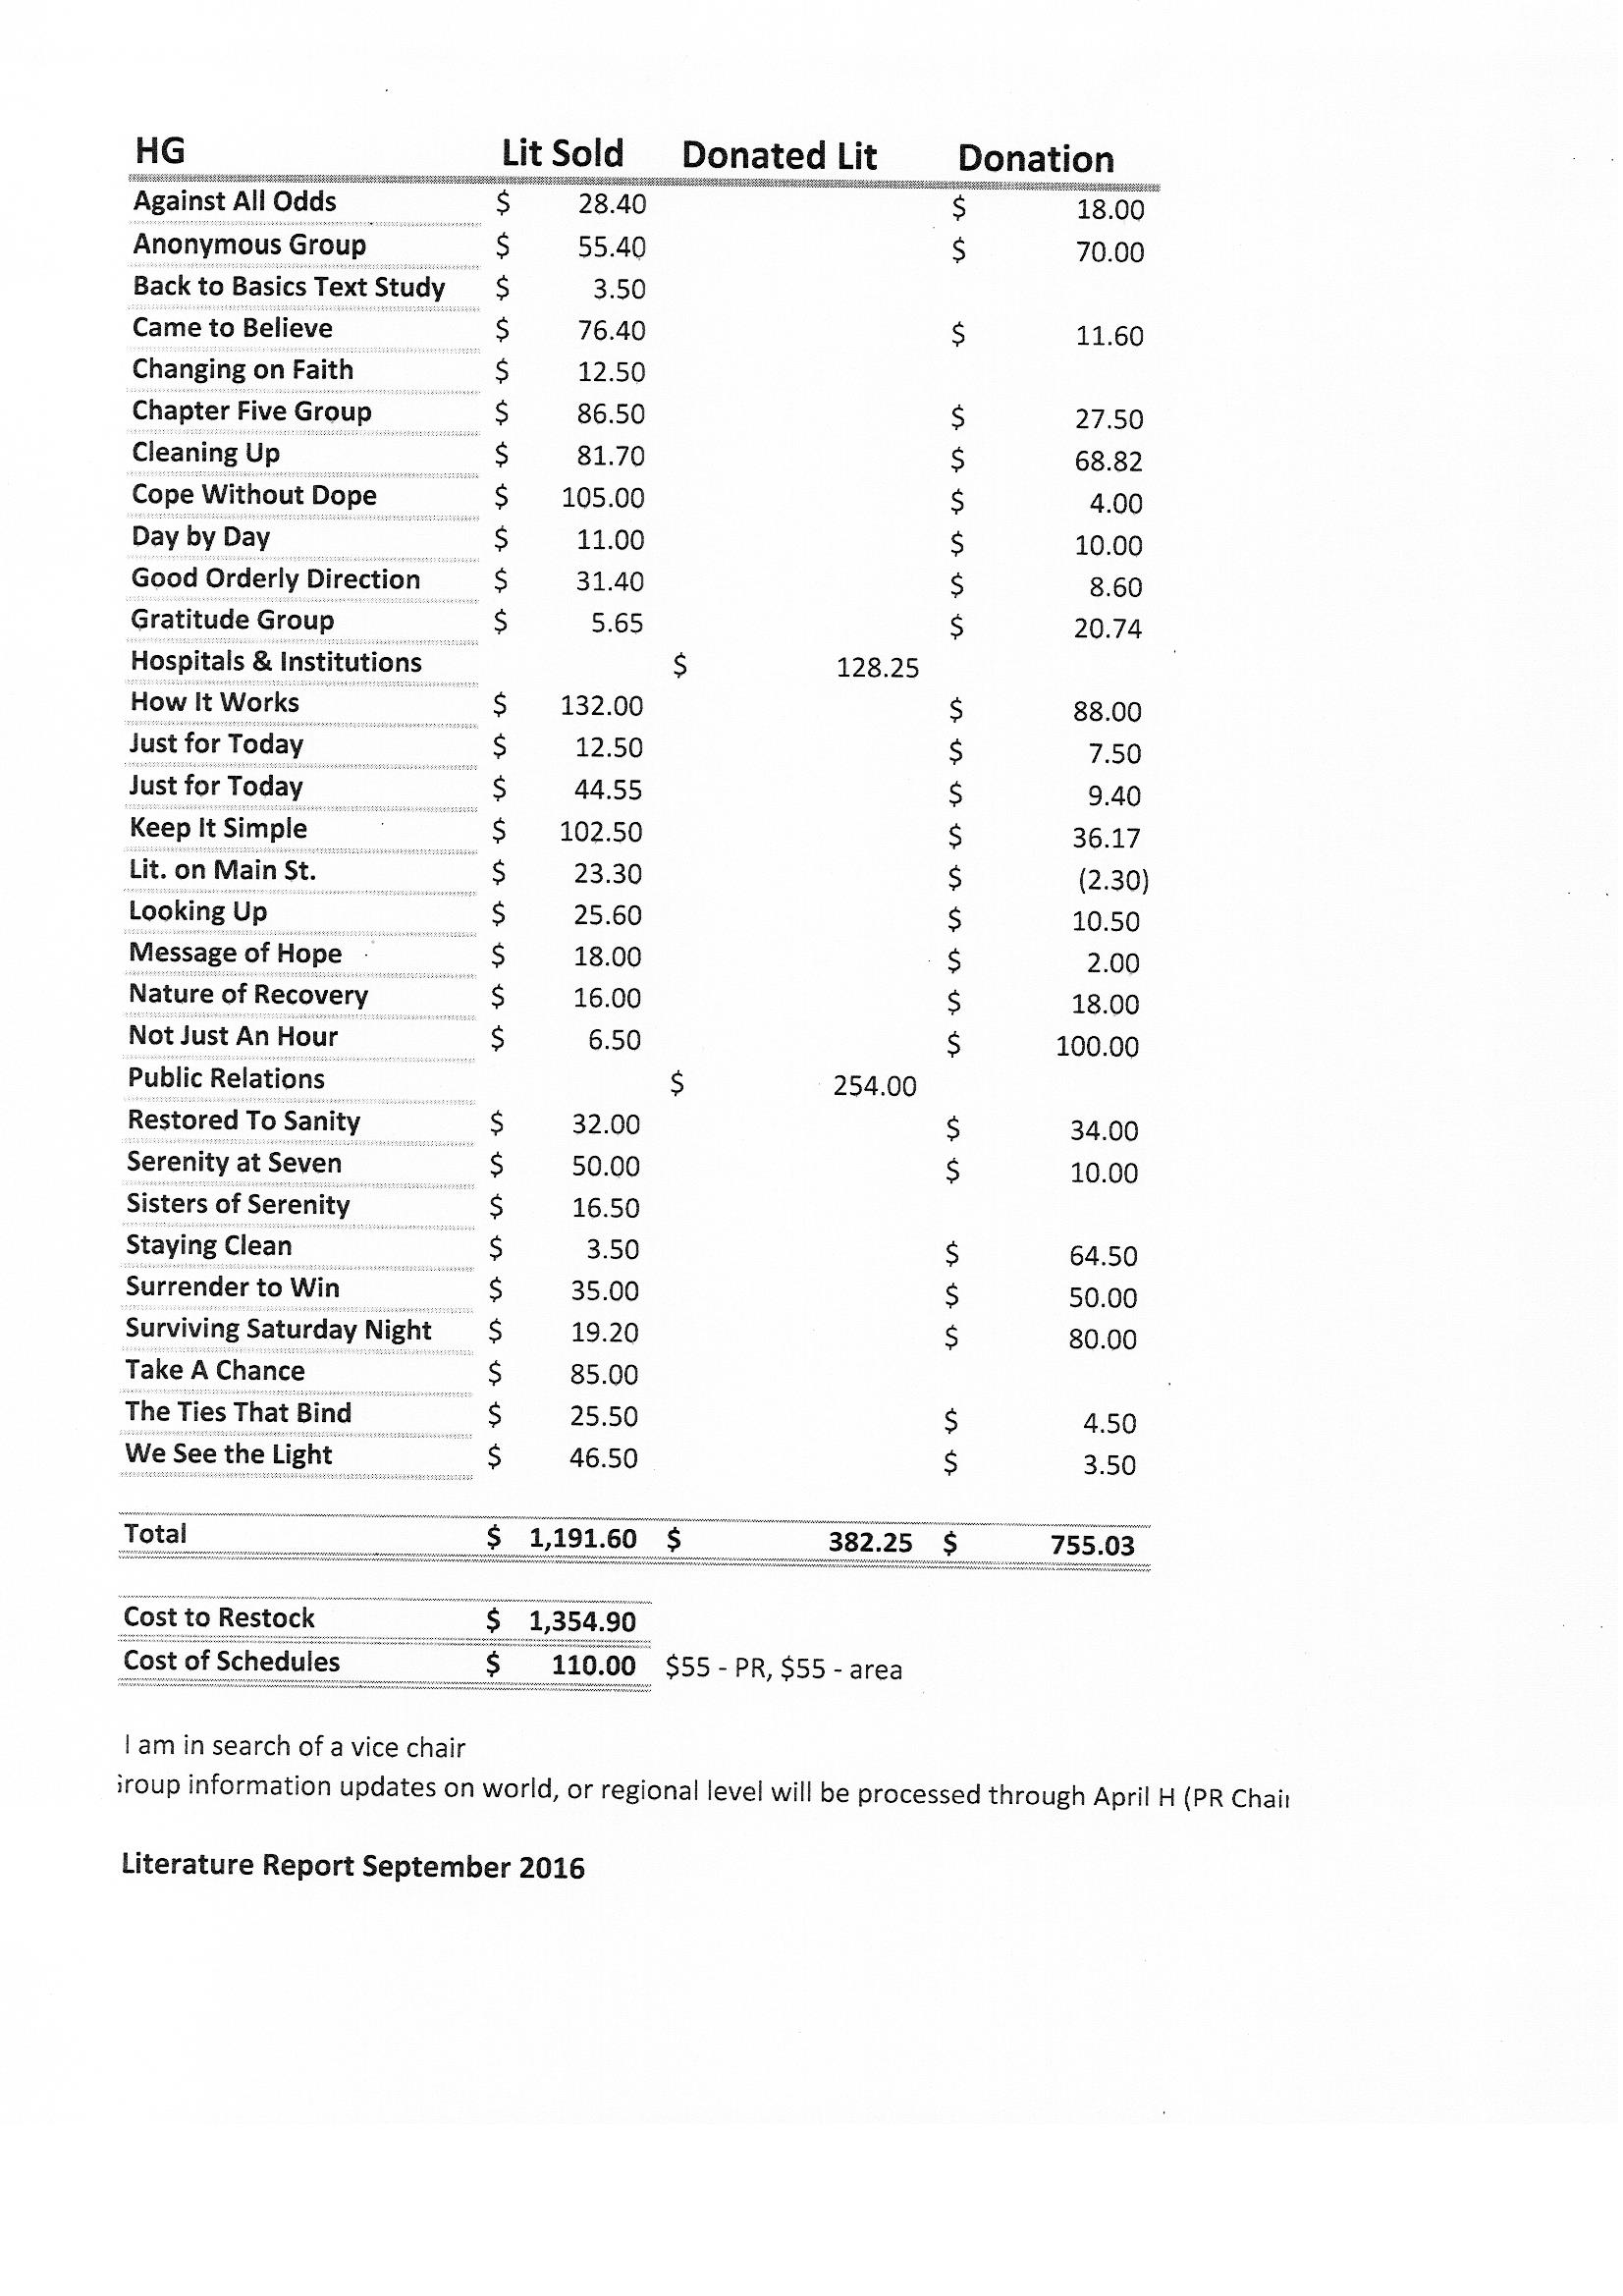 HG Lit Sold Donated Lit Donation
Against All Odds $ 28.40 $ 18.00
Anonymous Group $ 55.40 $ 70.00
Back to Basics Text Study $ 3.50
Came to Believe $ 76.40 $ 11.60
Changing on Faith $ 12.50
Chapter Five Group $ 86.50 $ 27.50
Cleaning Up $ 81.70 $ 68.82
Cope Without Dope $ 105.00 $ 4.00
Day by Day $ 11.00 $ 10.00
Good Orderly Direction $ 31.40 $ 8.60
Gratitude Group $ 5.65 $ 20.74
Hospitals & Institutions $ 128.25
How It Works $ 132.00 $ 88.00
Just for Today $ 12.50 $ 7.50
Just for Today $ 44.55 $ 9.40
Keep It Simple $ 102.50 $ 36.17
Lit. on Main St. $ 23.30 $ (2.30)
Looking Up $ 25.60 $ 10.50
Message of Hope $ 18.00 $ 2.00
Nature of Recovery $ 16.00 $ 18.00
Not Just An Hour $ 6.50 $ 100.00
Public Relations $ 254.00
Restored To Sanity $ 32.00 $ 34.00
Serenity at Seven $ 50.00 $ 10.00
Sisters of Serenity $ 16.50
Staying Clean $ 3.50 $ 64.50
Surrender to Win $ 35.00 $ 50.00
Surviving Saturday Night $ 19.20 $ 80.00
Take A Chance $ 85.00
The Ties That Bind $ 25.50 $ 4.50
We See the Light $ 46.50 $ 3.50
Total $ 1,191.60 $ 382.25 $ 755.03
Cost to Restock $ 1,354.90
Cost of Schedules $ 110.00 $55 - PR, $55 - area
I am in search of a vice chair
roup information updates on world, or regional level will be processed through April H (PR Chai
Literature Report September 2016